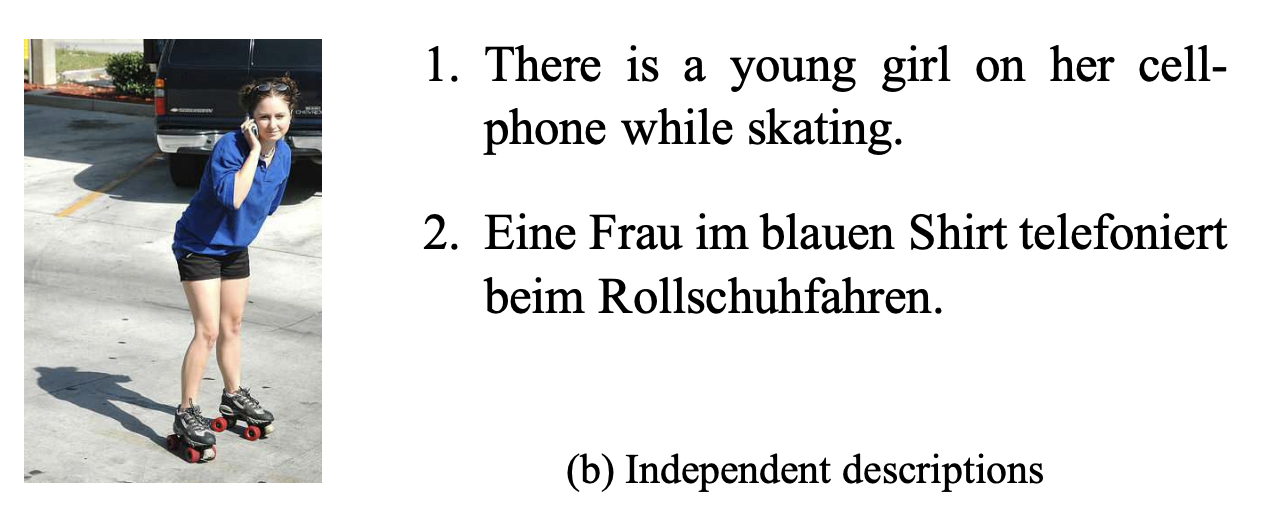 1. There is a young girl on her cell-
phone while skating.
2. Eine Frau im blauen Shirt telefoniert
beim Rollschuhfahren.
(b) Independent descriptions